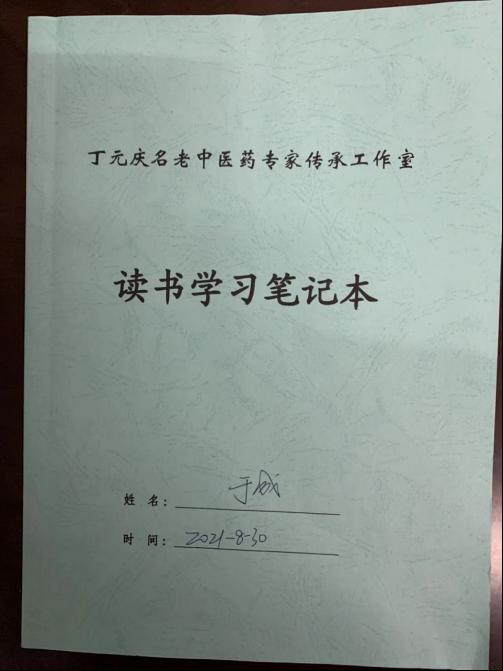 丁元庆名老中医药专家传承工作室
读书学习笔记本
姓 名：于成
时 间：2021-8-30